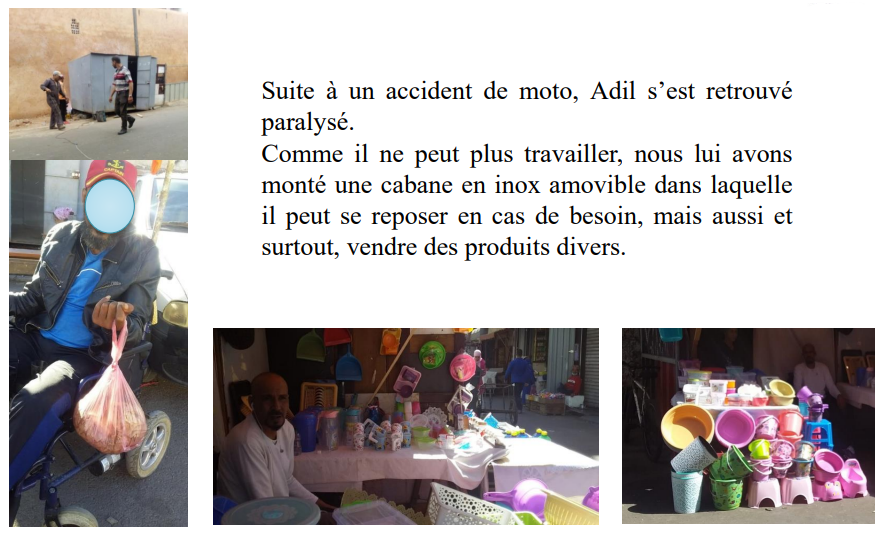 Suite à un accident de moto, Adil s’est retrouvé
paralysé.
Comme il ne peut plus travailler, nous lui avons
monté une cabane en inox amovible dans laquelle
il peut se reposer en cas de besoin, mais aussi et
surtout, vendre des produits divers.